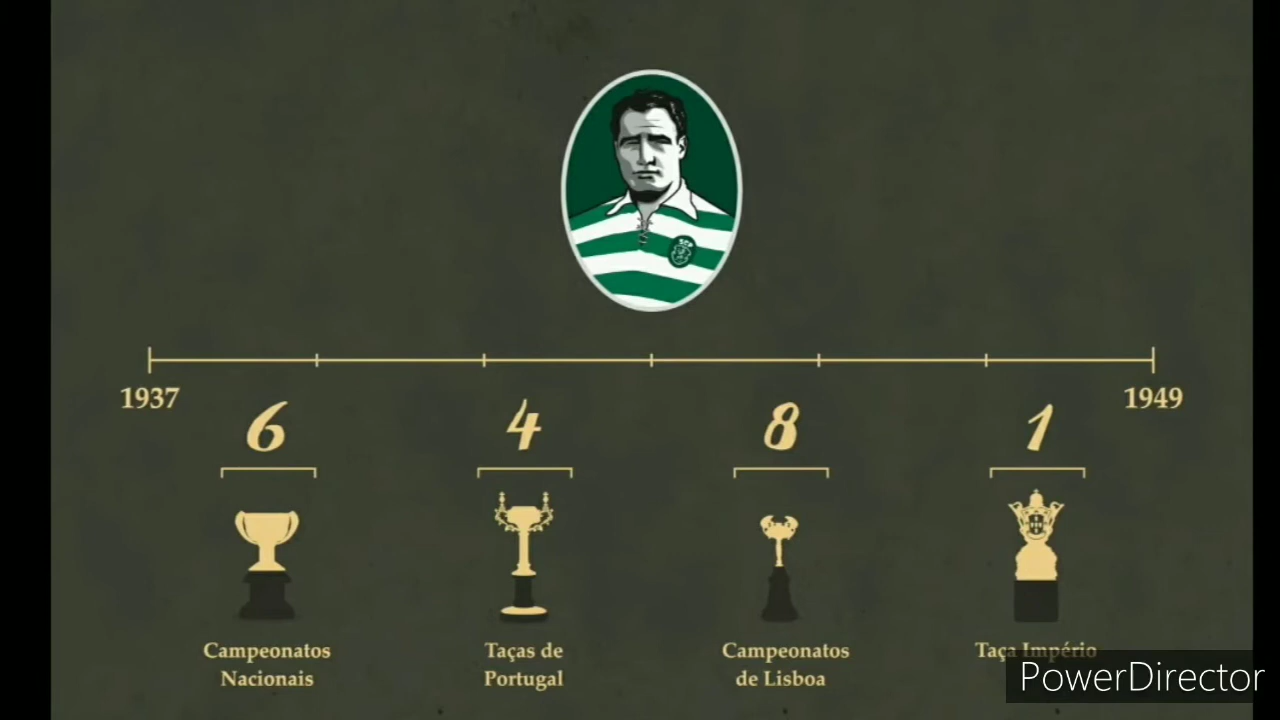 1937
1949
6
4
8
1
Campeonatos
Nacionais
Taças de
Portugal
Campeonatos
de Lisboa
Taça Império
PowerDirector